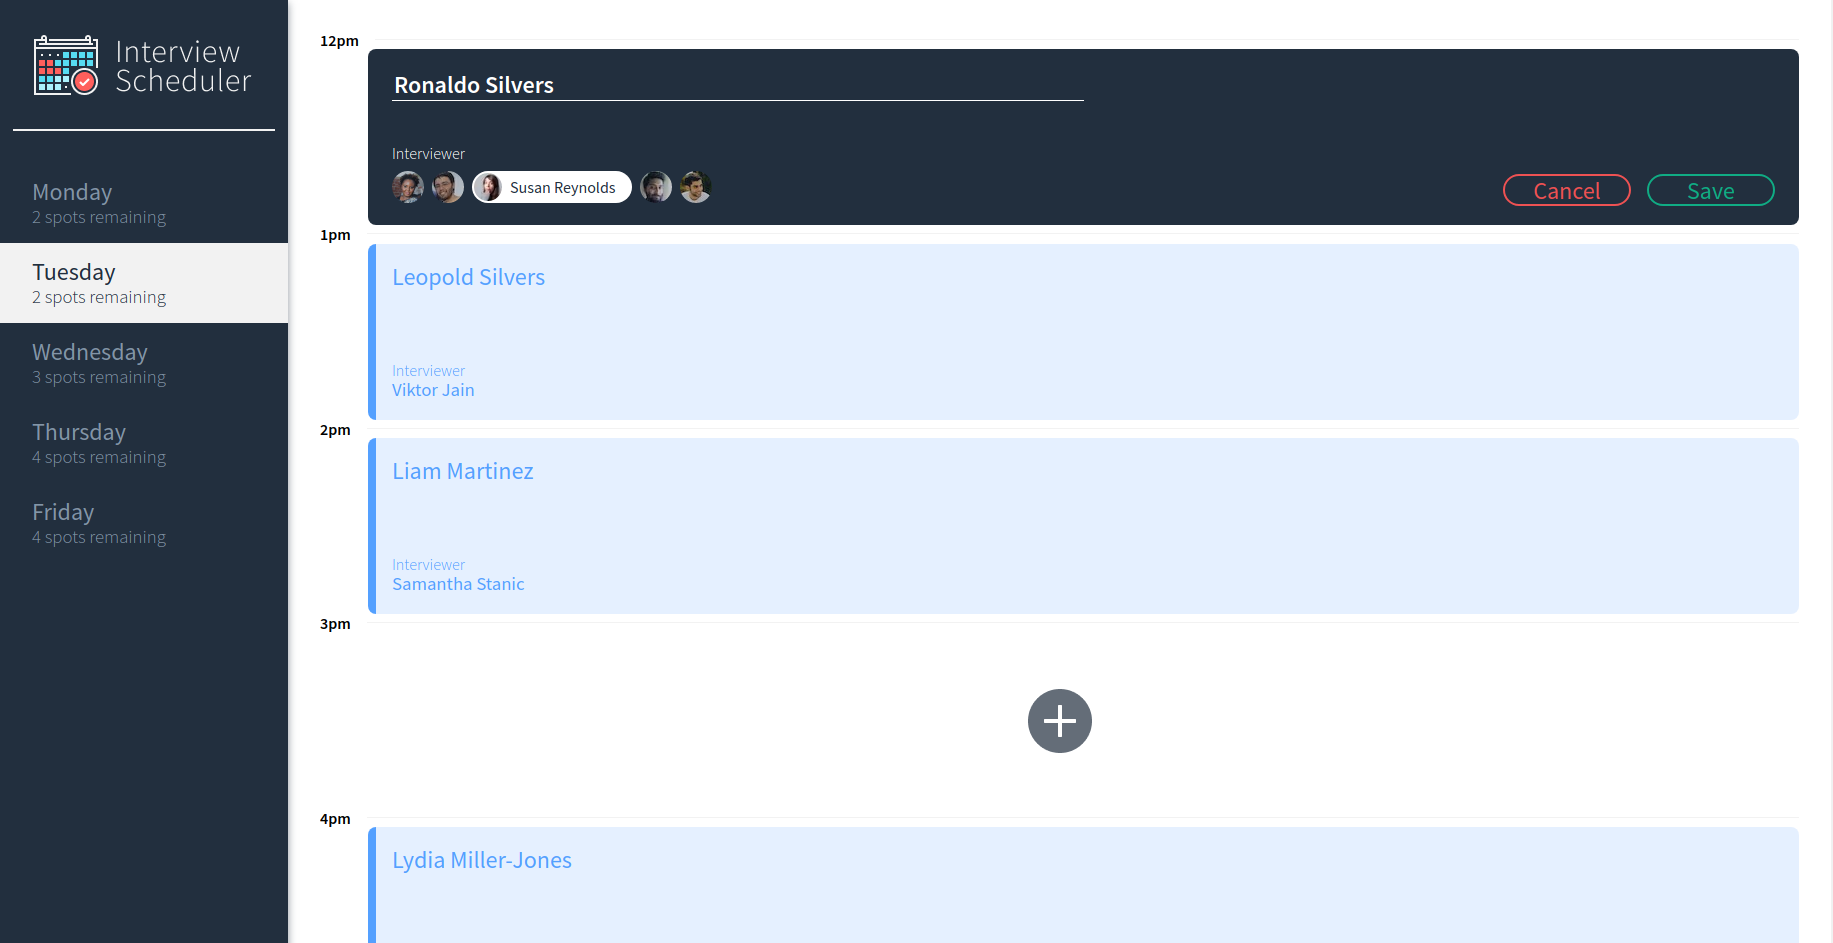 Interview
Scheduler
Monday
2 spots remaining
Tuesday
2 spots remaining
Wednesday
3 spots remaining
Thursday
4 spots remaining
Friday
4 spots remaining
12pm
Ronaldo Silvers
Interviewer
Susan Reynolds
Cancel
Save
1pm
Leopold Silvers
Interviewer
Viktor Jain
2pm
Liam Martinez
Interviewer
Samantha Stanic
3pm
4pm
Lydia Miller-Jones